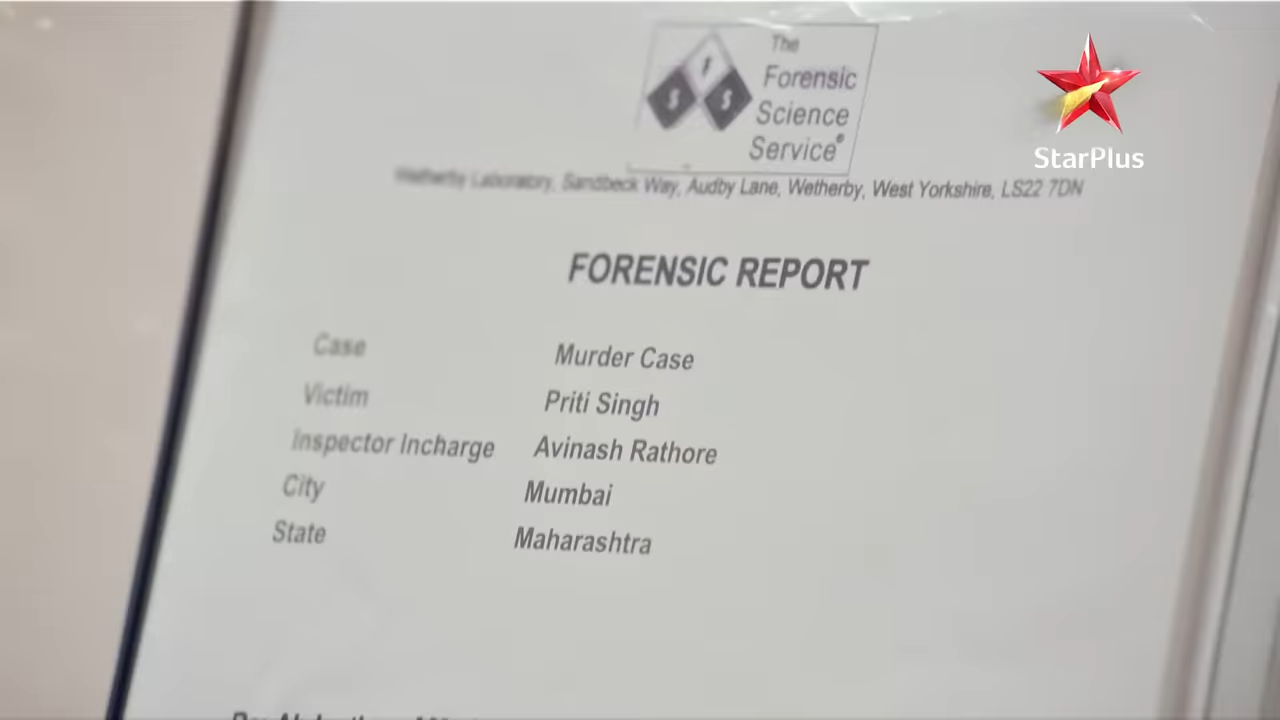 The
Forensic
Science
Service®
f
S S
StarPlus
Wetherby Laboratory, Sandbeck Way, Audby Lane, Wetherby, West Yorkshire, LS22 7DN
FORENSIC REPORT
Case Murder Case
Victim Priti Singh
Inspector Incharge Avinash Rathore
City Mumbai
State Maharashtra